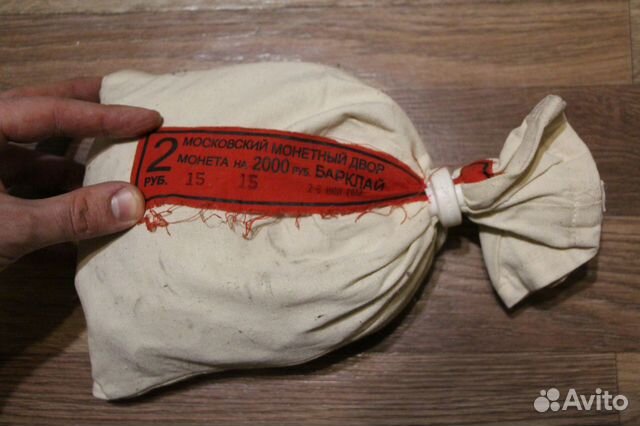 2 РУБ.
МОСКОВСКИЙ МОНЕТНЫЙ ДВОР
МОНЕТА НА 2000 РУБ. БАРКЛАЙ
15 15
Avito